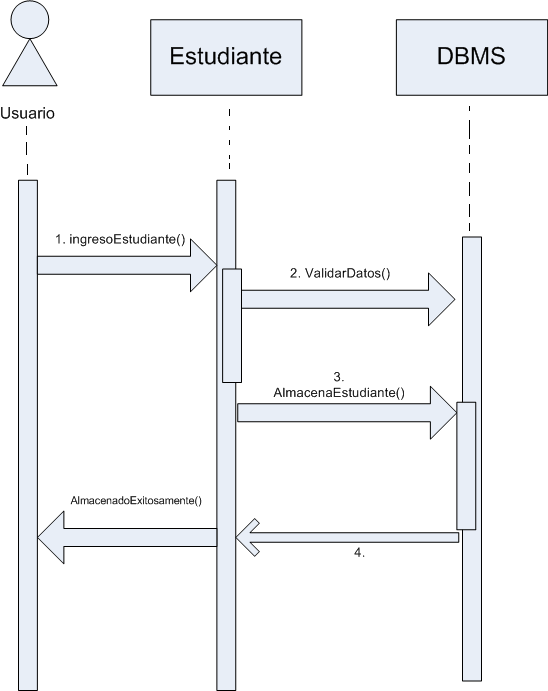 Estudiante
DBMS
Usuario
1. ingresoEstudiante()
2. ValidarDatos()
3.
AlmacenaEstudiante()
AlmacenadoExitosamente()
4.